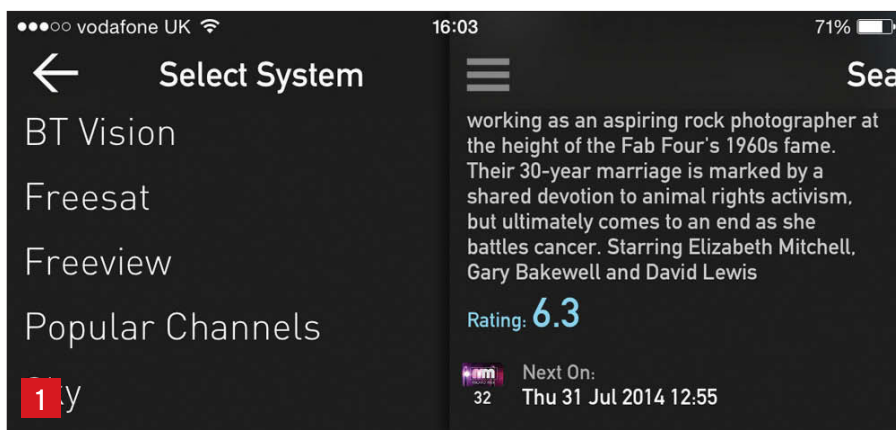 vodafone UK
16:03
71%
Select System
BT Vision
Freesat
Freeview
Popular Channels
1
ky
Sea
working as an aspiring rock photographer at
the height of the Fab Four's 1960s fame.
Their 30-year marriage is marked by a
shared devotion to animal rights activism,
but ultimately comes to an end as she
battles cancer. Starring Elizabeth Mitchell,
Gary Bakewell and David Lewis
Rating: 6.3
Next On:
32 Thu 31 Jul 2014 12:55